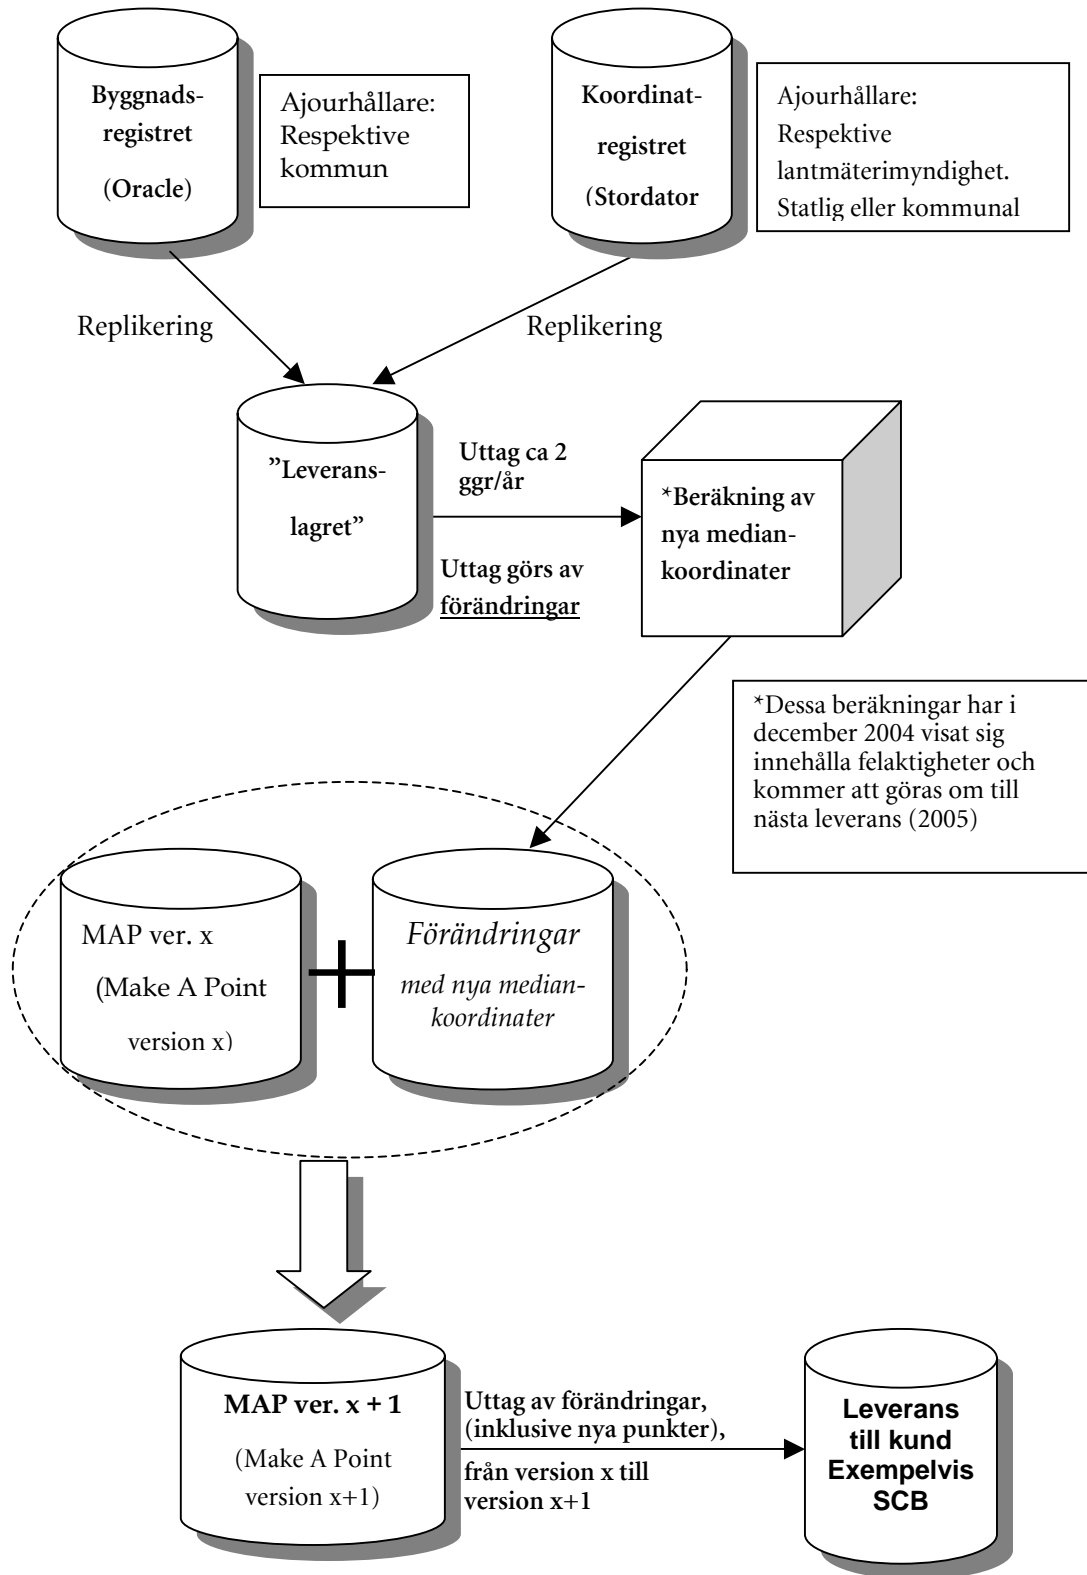 Byggnads-
registret
(Oracle)
Ajourhållare:
Respektive
kommun
Koordinat-
registret
(Stordator
Ajourhållare:
Respektive
lantmäterimyndighet.
Statlig eller kommunal
Replikering
Replikering
”Leverans-
lagret”
Uttag ca 2
ggr/år
Uttag görs av
förändringar
*Beräkning av
nya median-
koordinater
*Dessa beräkningar har i
december 2004 visat sig
innehålla felaktigheter och
kommer att göras om till
nästa leverans (2005)
MAP ver. x
(Make A Point
version x)
Förändringar
med nya median-
koordinater
MAP ver. x + 1
(Make A Point
version x+1)
Uttag av förändringar,
(inklusive nya punkter),
från version x till
version x+1
Leverans
till kund
Exempelvis
SCB